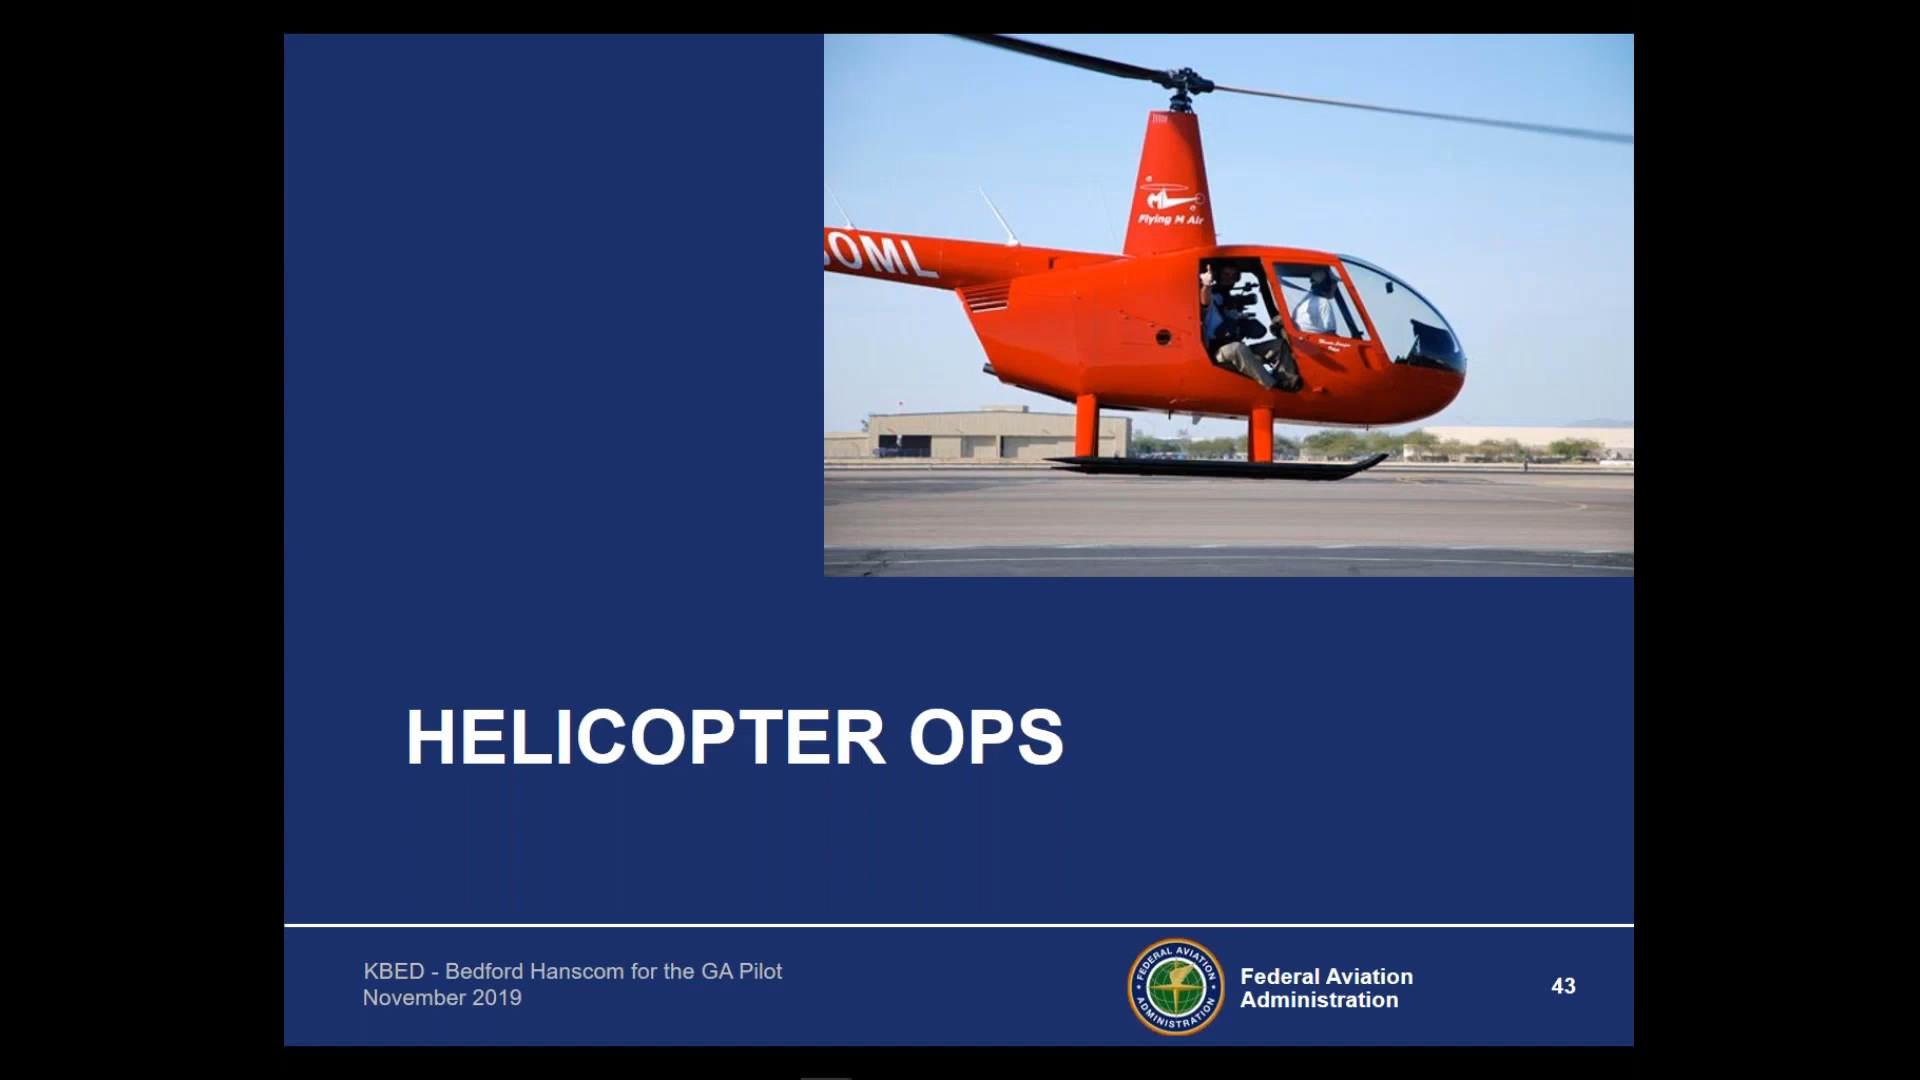 OML
Flying M Air
HELICOPTER OPS
KBED - Bedford Hanscom for the GA Pilot
November 2019
FEDERAL AVIATION
ADMINISTRATION
Federal Aviation
Administration
43